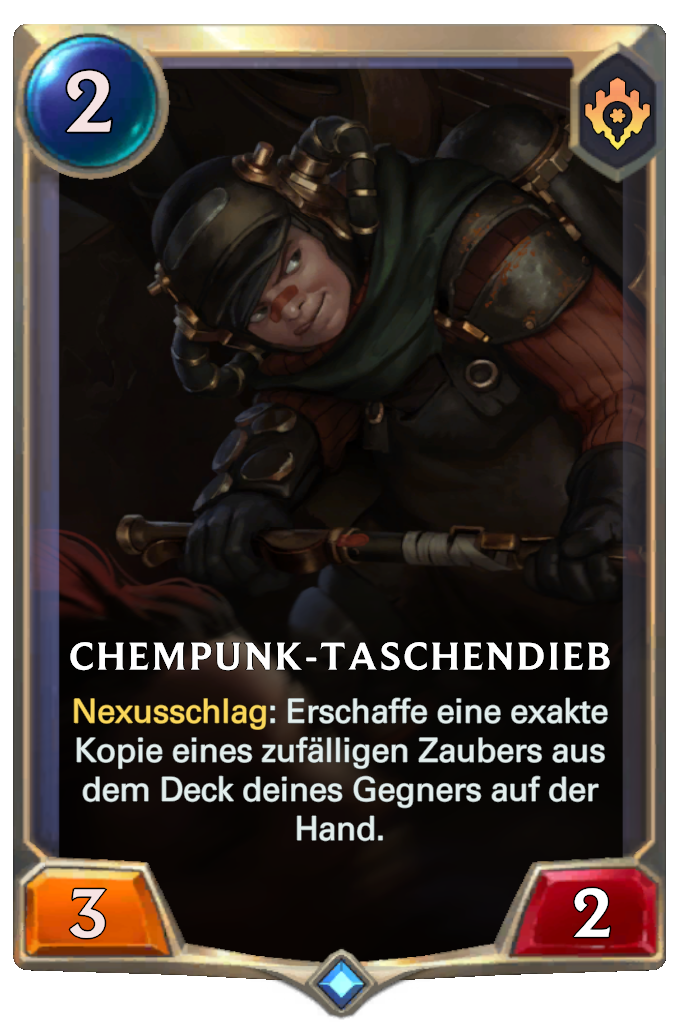 2
CHEMPUNK-TASCHENDIEB
Nexusschlag: Erschaffe eine exakte
Kopie eines zufälligen Zaubers aus
dem Deck deines Gegners auf der
Hand.
3
2